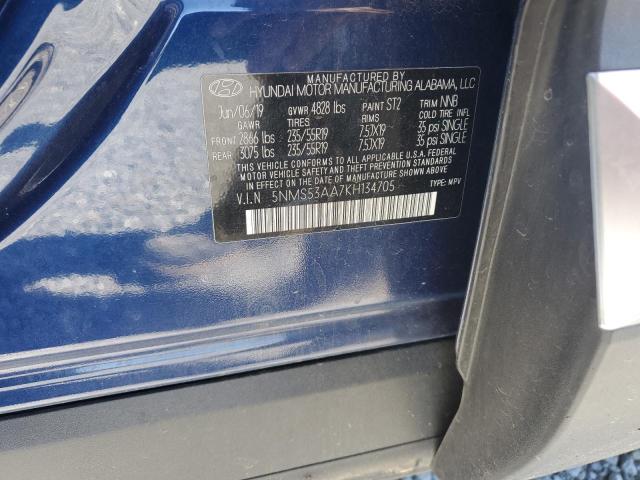 MANUFACTURED BY
HYUNDAI MOTOR MANUFACTURING ALABAMA, LLC
Jun/06/19 GVWR 4828 lbs PAINT ST2 TRIM NNB
GAWR TIRES RIMS COLD TIRE INFL
FRONT 2866 lbs 235/55R19 7.5JX19 35 psi SINGLE
REAR 3075 lbs 235/55R19 7.5JX19 35 psi SINGLE
THIS VEHICLE CONFORMS TO ALL APPLICABLE U.S.A. FEDERAL
MOTOR VEHICLE SAFETY, BUMPER, AND THEFT PREVENTION STANDARDS
IN EFFECT ON THE DATE OF MANUFACTURE SHOWN ABOVE.
V.I.N 5NMS53AA7KH134705 TYPE: MPV